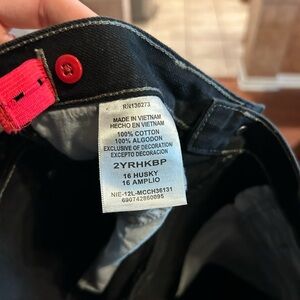 RN130273
MADE IN VIETNAM
HECHO EN VIETNAM
100% COTTON
100% ALGODON
EXCLUSIVE OF DECORATION
EXCEPTO DECORACION
2YRHKBP
16 HUSKY
16 AMPLIO
NIE-12L-MCCH36131
690742860095